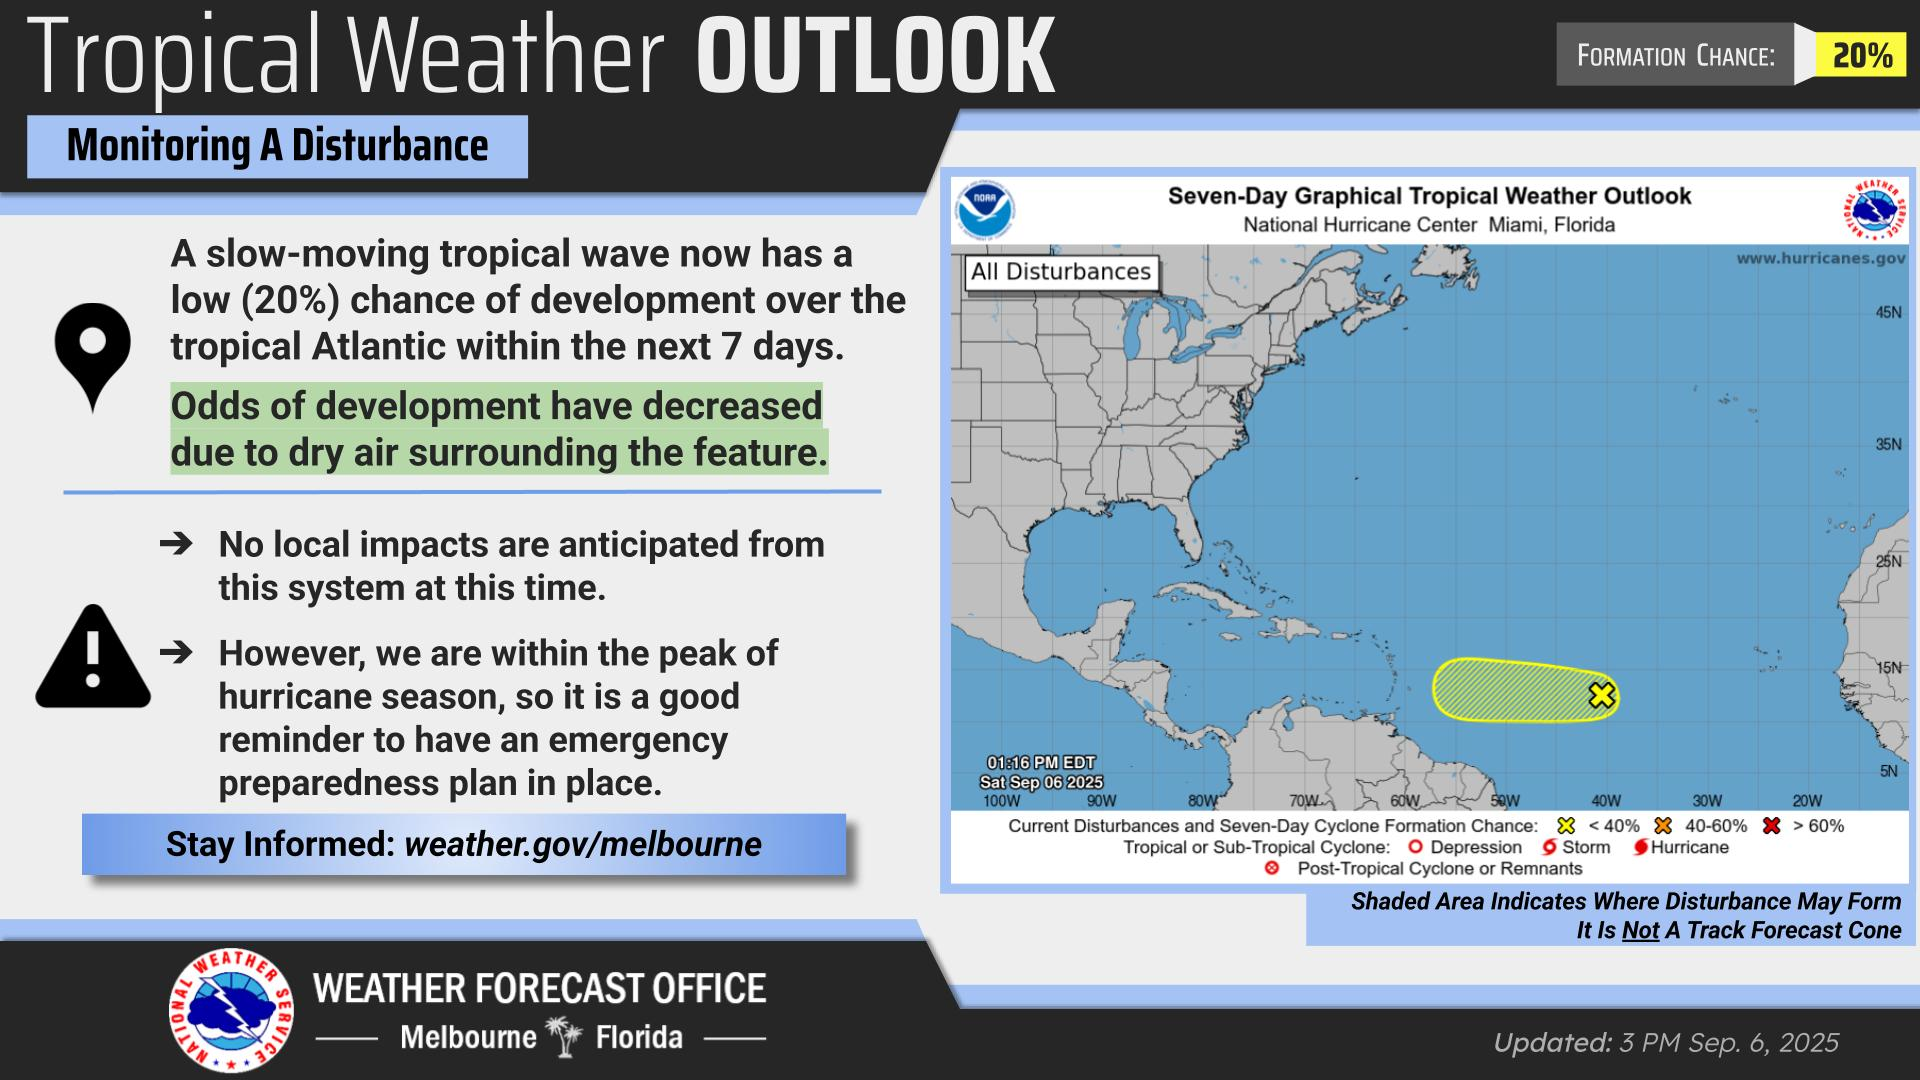 Tropical Weather OUTLOOK
FORMATION CHANCE: 20%
Monitoring A Disturbance
A slow-moving tropical wave now has a
low (20%) chance of development over the
tropical Atlantic within the next 7 days.
Odds of development have decreased
due to dry air surrounding the feature.
➔ No local impacts are anticipated from
this system at this time.
➔ However, we are within the peak of
hurricane season, so it is a good
reminder to have an emergency
preparedness plan in place.
Stay Informed: weather.gov/melbourne
NOAA
Seven-Day Graphical Tropical Weather Outlook
National Hurricane Center Miami, Florida
NATIONAL WEATHER SERVICE
www.hurricanes.gov
All Disturbances
45N
35N
25N
15N
5N
01:16 PM EDT
Sat Sep 06 2025
100W 90W 80W 70W 60W 50W 40W 30W 20W
Current Disturbances and Seven-Day Cyclone Formation Chance: < 40% 40-60% > 60%
Tropical or Sub-Tropical Cyclone: Depression Storm Hurricane
Post-Tropical Cyclone or Remnants
Shaded Area Indicates Where Disturbance May Form
It Is Not A Track Forecast Cone
NATIONAL WEATHER SERVICE
WEATHER FORECAST OFFICE
Melbourne Florida
Updated: 3 PM Sep. 6, 2025